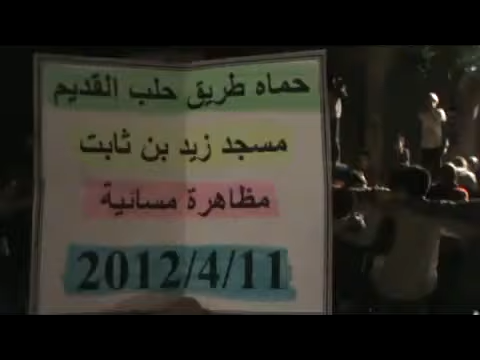 حماه طريق حلب القديم
مسجد زيد بن ثابت
مظاهرة مسائية
2012/4/11